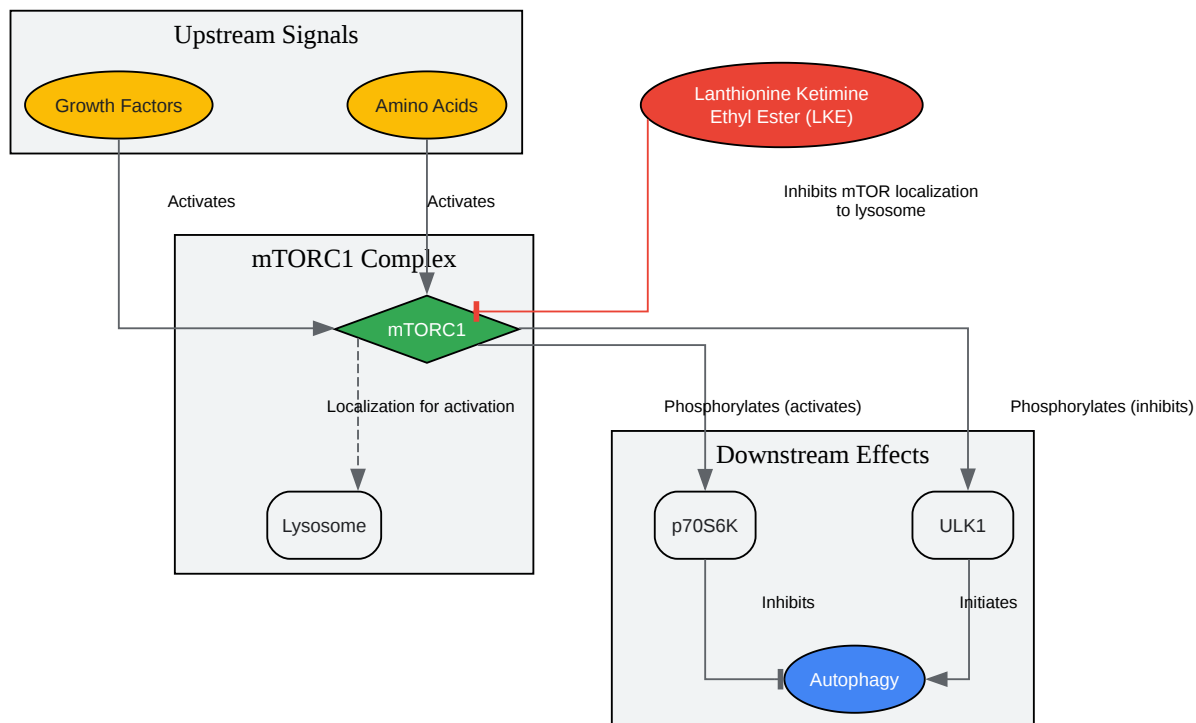 Upstream Signals
Growth Factors
Amino Acids
Lanthionine Ketimine
Ethyl Ester (LKE)
Activates
Activates
Inhibits mTOR localization
to lysosome
mTORC1 Complex
mTORC1
Localization for activation
Phosphorylates (activates)
Phosphorylates (inhibits)
Downstream Effects
Lysosome
p70S6K
ULK1
Inhibits
Initiates
Autophagy